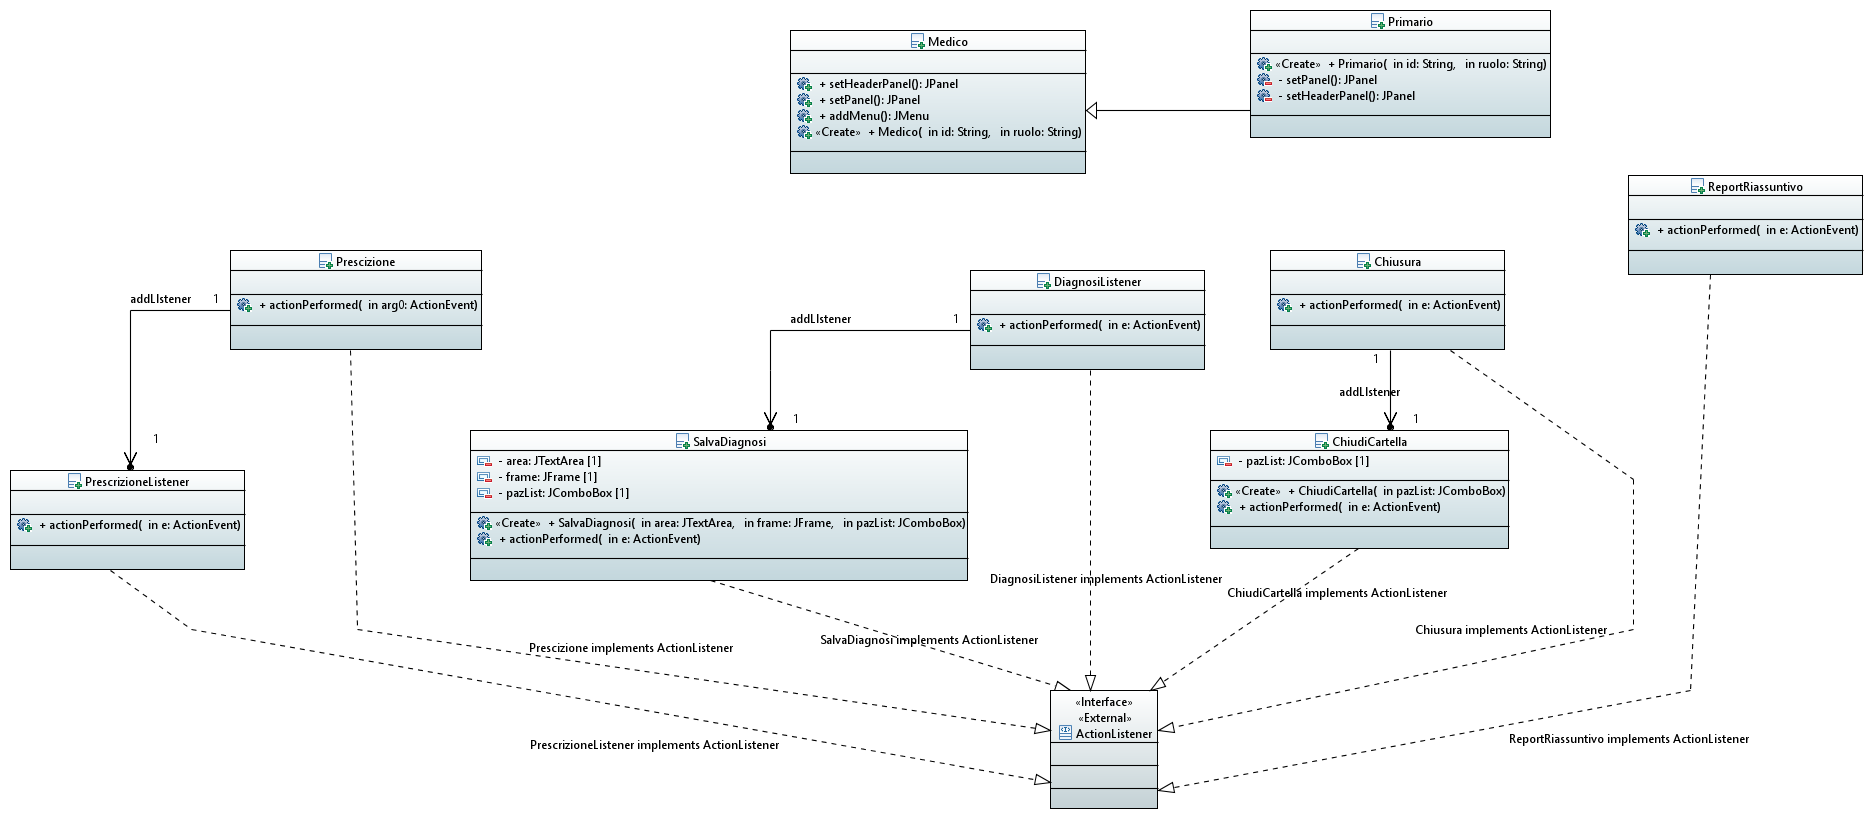 Medico
+ setHeaderPanel(): JPanel
+ setPanel(): JPanel
+ addMenu(): JMenu
«Create» + Medico( in id: String, in ruolo: String)
Primario
«Create» + Primario( in id: String, in ruolo: String)
- setPanel(): JPanel
- setHeaderPanel(): JPanel
ReportRiassuntivo
+ actionPerformed( in e: ActionEvent)
Prescizione
+ actionPerformed( in arg0: ActionEvent)
addLIstener 1
1
DiagnosiListener
+ actionPerformed( in e: ActionEvent)
addLIstener 1
1
Chiusura
+ actionPerformed( in e: ActionEvent)
1
addLIstener
1
PrescrizioneListener
+ actionPerformed( in e: ActionEvent)
SalvaDiagnosi
- area: JTextArea [1]
- frame: JFrame [1]
- pazList: JComboBox [1]
«Create» + SalvaDiagnosi( in area: JTextArea, in frame: JFrame, in pazList: JComboBox)
+ actionPerformed( in e: ActionEvent)
ChiudiCartella
- pazList: JComboBox [1]
«Create» + ChiudiCartella( in pazList: JComboBox)
+ actionPerformed( in e: ActionEvent)
DiagnosiListener implements ActionListener
ChiudiCartella implements ActionListener
Chiusura implements ActionListener
SalvaDiagnosi implements ActionListener
Prescizione implements ActionListener
PrescrizioneListener implements ActionListener
ReportRiassuntivo implements ActionListener
«Interface»
«External»
ActionListener